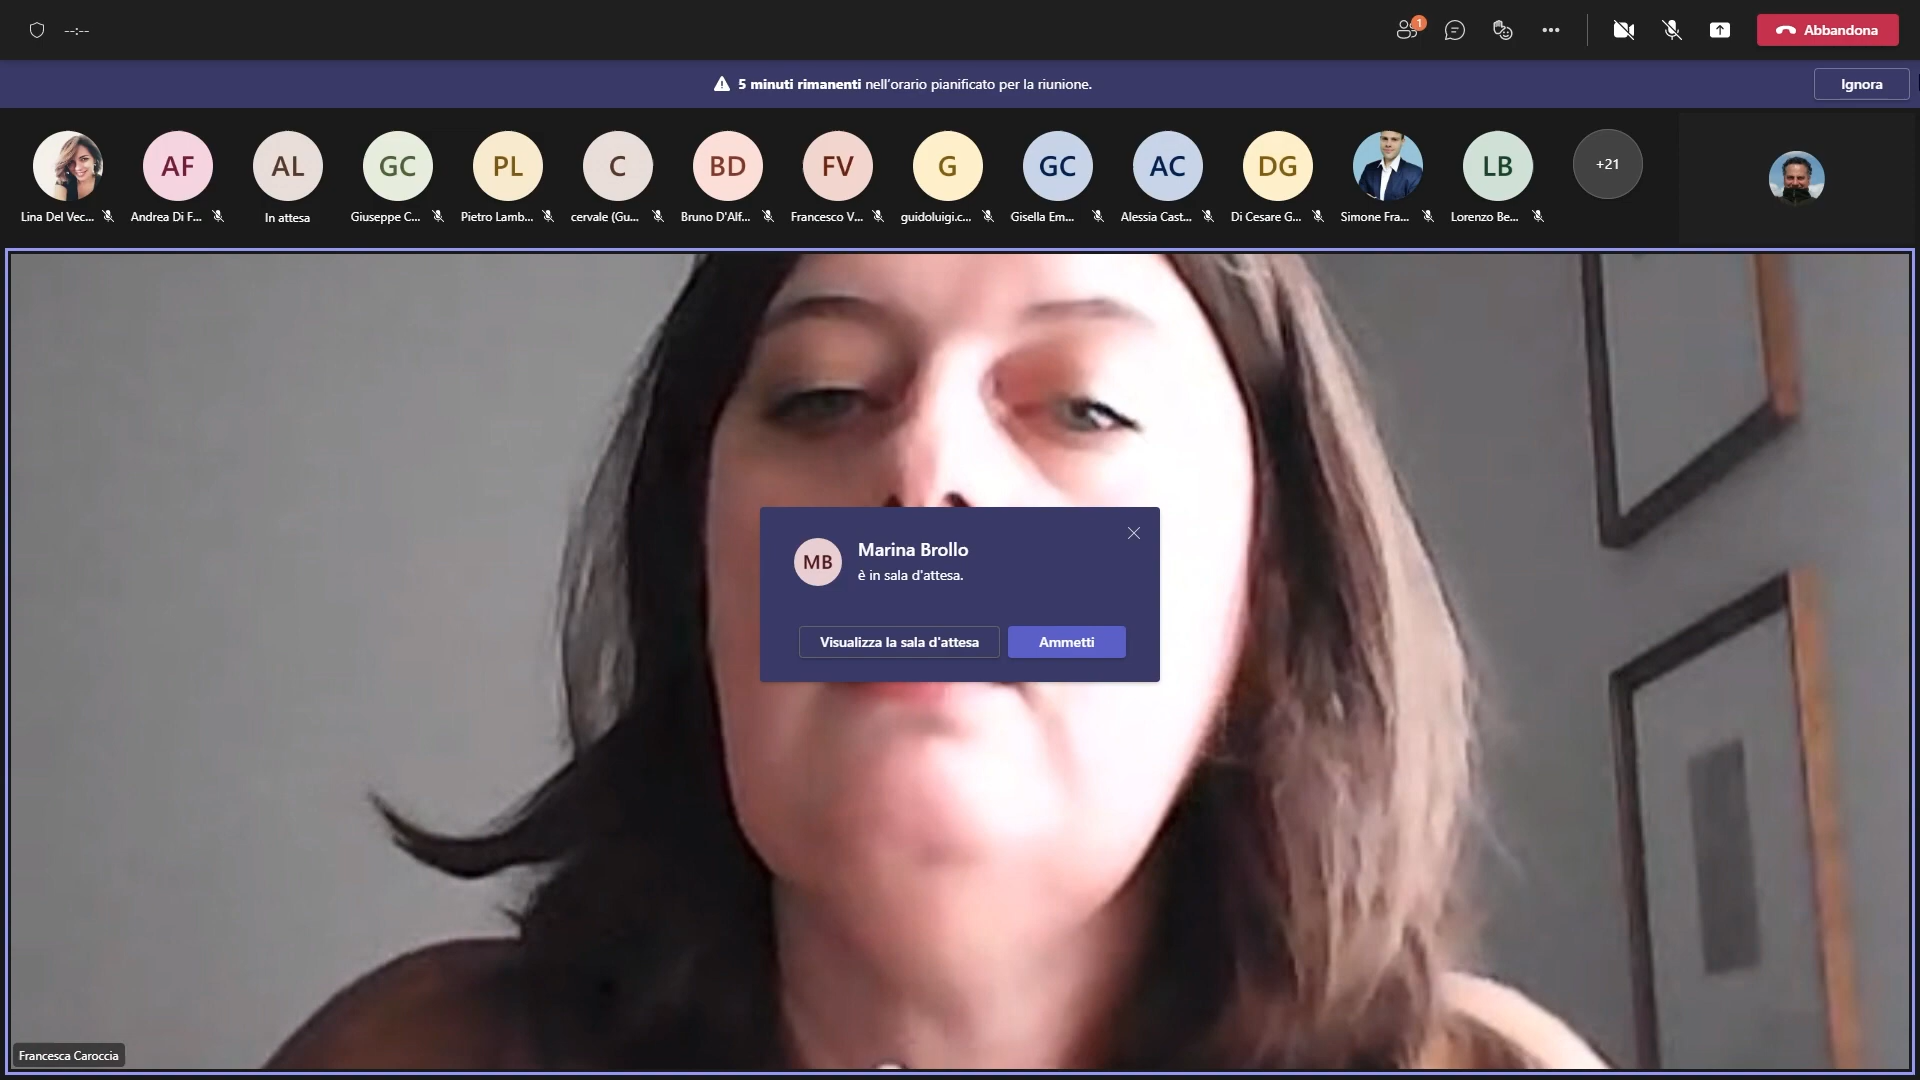 --:--
1
Abbandona
5 minuti rimanenti nell'orario pianificato per la riunione.
Ignora
AF
AL
GC
PL
C
BD
FV
G
GC
AC
DG
LB
+21
Lina Del Vec...
Andrea Di F...
In attesa
Giuseppe C...
Pietro Lamb...
cervale (Gu...
Bruno D'Alf...
Francesco V...
guidoluigi.c...
Gisella Em...
Alessia Cast...
Di Cesare G...
Simone Fra...
Lorenzo Be...
MB
Marina Brollo
è in sala d'attesa.
Visualizza la sala d'attesa
Ammetti
Francesca Caroccia